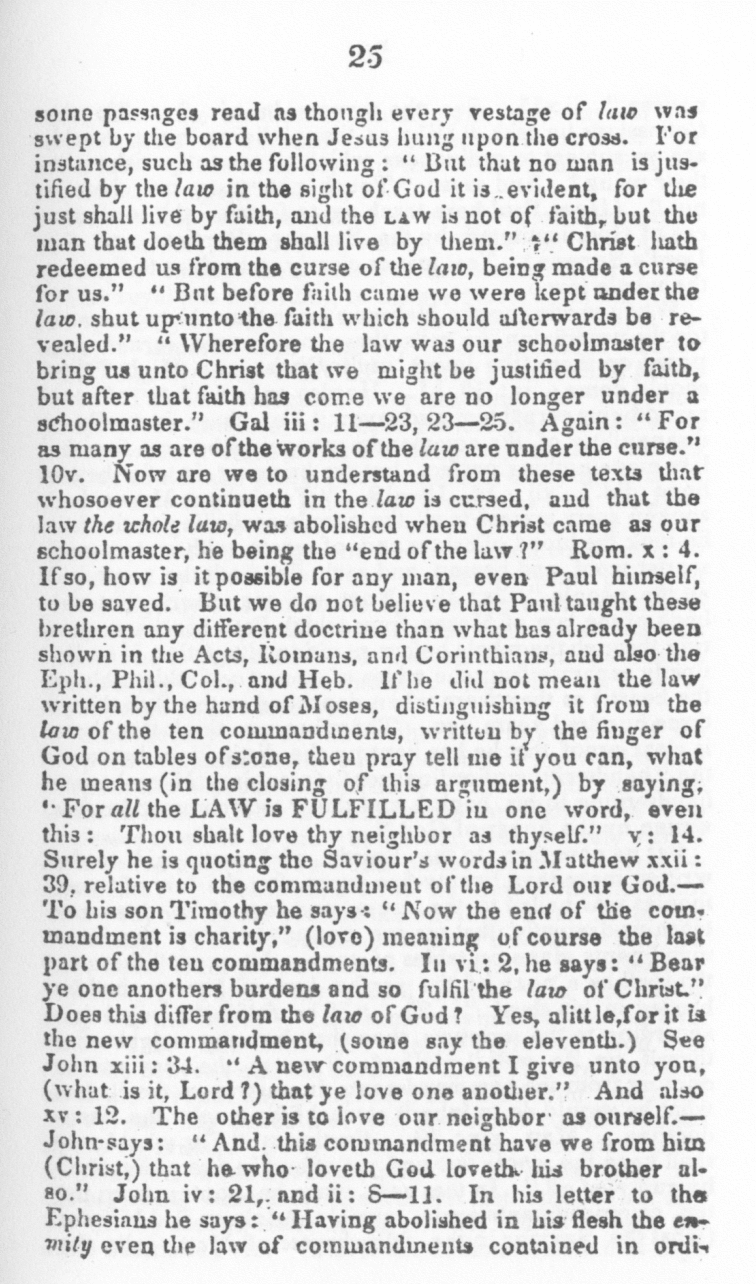 25
some passages read as though every vestage of law was
swept by the board when Jesus hung upon the cross. For
instance, such as the following : " But that no man is jus-
tified by the law in the sight of God it is evident, for the
just shall live by faith, and the LAW is not of faith, but the
man that doeth them shall live by them." " Christ hath
redeemed us from the curse of the law, being made a curse
for us." " But before faith came we were kept under the
law, shut up unto the faith which should afterwards be re-
vealed." " Wherefore the law was our schoolmaster to
bring us unto Christ that we might be justified by faith,
but after that faith has come we are no longer under a
schoolmaster." Gal iii : 11—23, 23—25. Again : " For
as many as are of the works of the law are under the curse."
10v. Now are we to understand from these texts that
whosoever continueth in the law is cursed, and that the
law the whole law, was abolished when Christ came as our
schoolmaster, he being the "end of the law ?" Rom. x : 4.
If so, how is it possible for any man, even Paul himself,
to be saved. But we do not believe that Paul taught these
brethren any different doctrine than what has already been
shown in the Acts, Romans, and Corinthians, and also the
Eph., Phil., Col., and Heb. If he did not mean the law
written by the hand of Moses, distinguishing it from the
law of the ten commandments, written by the finger of
God on tables of stone, then pray tell me if you can, what
he means (in the closing of this argument,) by saying;
" For all the LAW is FULFILLED in one word, even
this : Thou shalt love thy neighbor as thyself." v : 14.
Surely he is quoting the Saviour's words in Matthew xxii :
39, relative to the commandment of the Lord our God.—
To his son Timothy he says : " Now the end of the com-
mandment is charity," (love) meaning of course the last
part of the ten commandments. In vi : 2, he says : " Bear
ye one anothers burdens and so fulfil the law of Christ."
Does this differ from the law of God ? Yes, a little, for it is
the new commandment, (some say the eleventh.) See
John xiii : 34. " A new commandment I give unto you,
(what is it, Lord ?) that ye love one another." And also
xv : 12. The other is to love our neighbor as ourself.—
John says : " And this commandment have we from him
(Christ,) that he who loveth God loveth his brother al-
so." John iv : 21, and ii : 8—11. In his letter to the
Ephesians he says : " Having abolished in his flesh the en-
mity even the law of commandments contained in ordi-